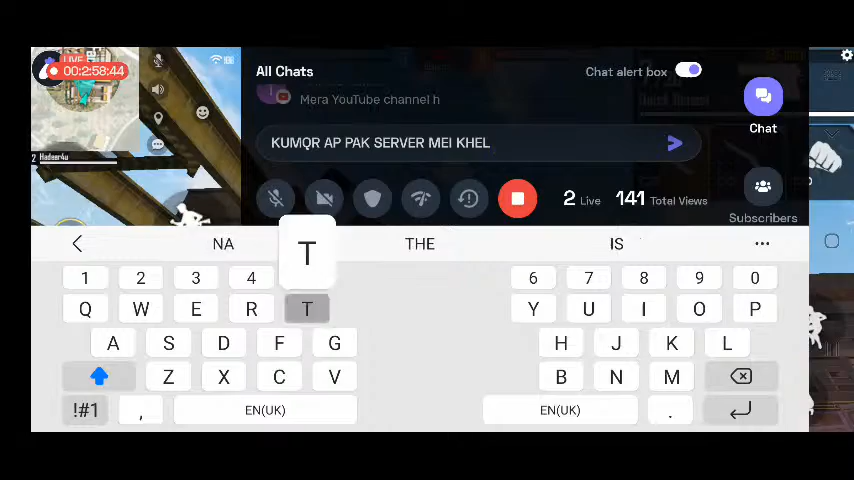 LIVE
00:2:58:44
All Chats
Chat alert box
Mera YouTube channel h
Chat
KUMQR AP PAK SERVER MEI KHEL
2 Hadeer4u
2 Live 141 Total Views
Subscribers
NA T THE IS
1 2 3 4 6 7 8 9 0
Q W E R T Y U I O P
A S D F G H J K L
Z X C V B N M
!#1 , EN(UK) EN(UK) .